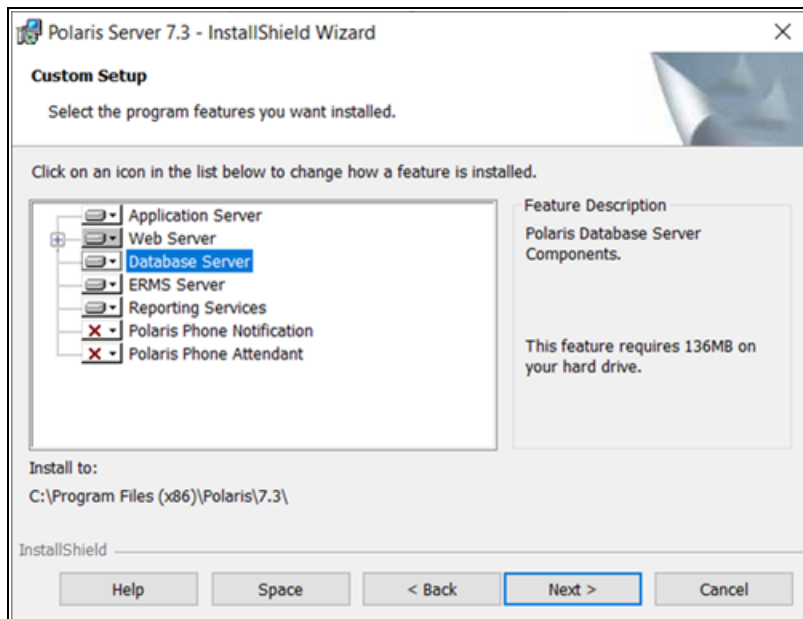 Polaris Server 7.3 - InstallShield Wizard
Custom Setup
Select the program features you want installed.
Click on an icon in the list below to change how a feature is installed.
Application Server
Web Server
Database Server
ERMS Server
Reporting Services
Polaris Phone Notification
Polaris Phone Attendant
Feature Description
Polaris Database Server
Components.
This feature requires 136MB on
your hard drive.
Install to:
C:\Program Files (x86)\Polaris\7.3\
InstallShield
Help
Space
< Back
Next >
Cancel